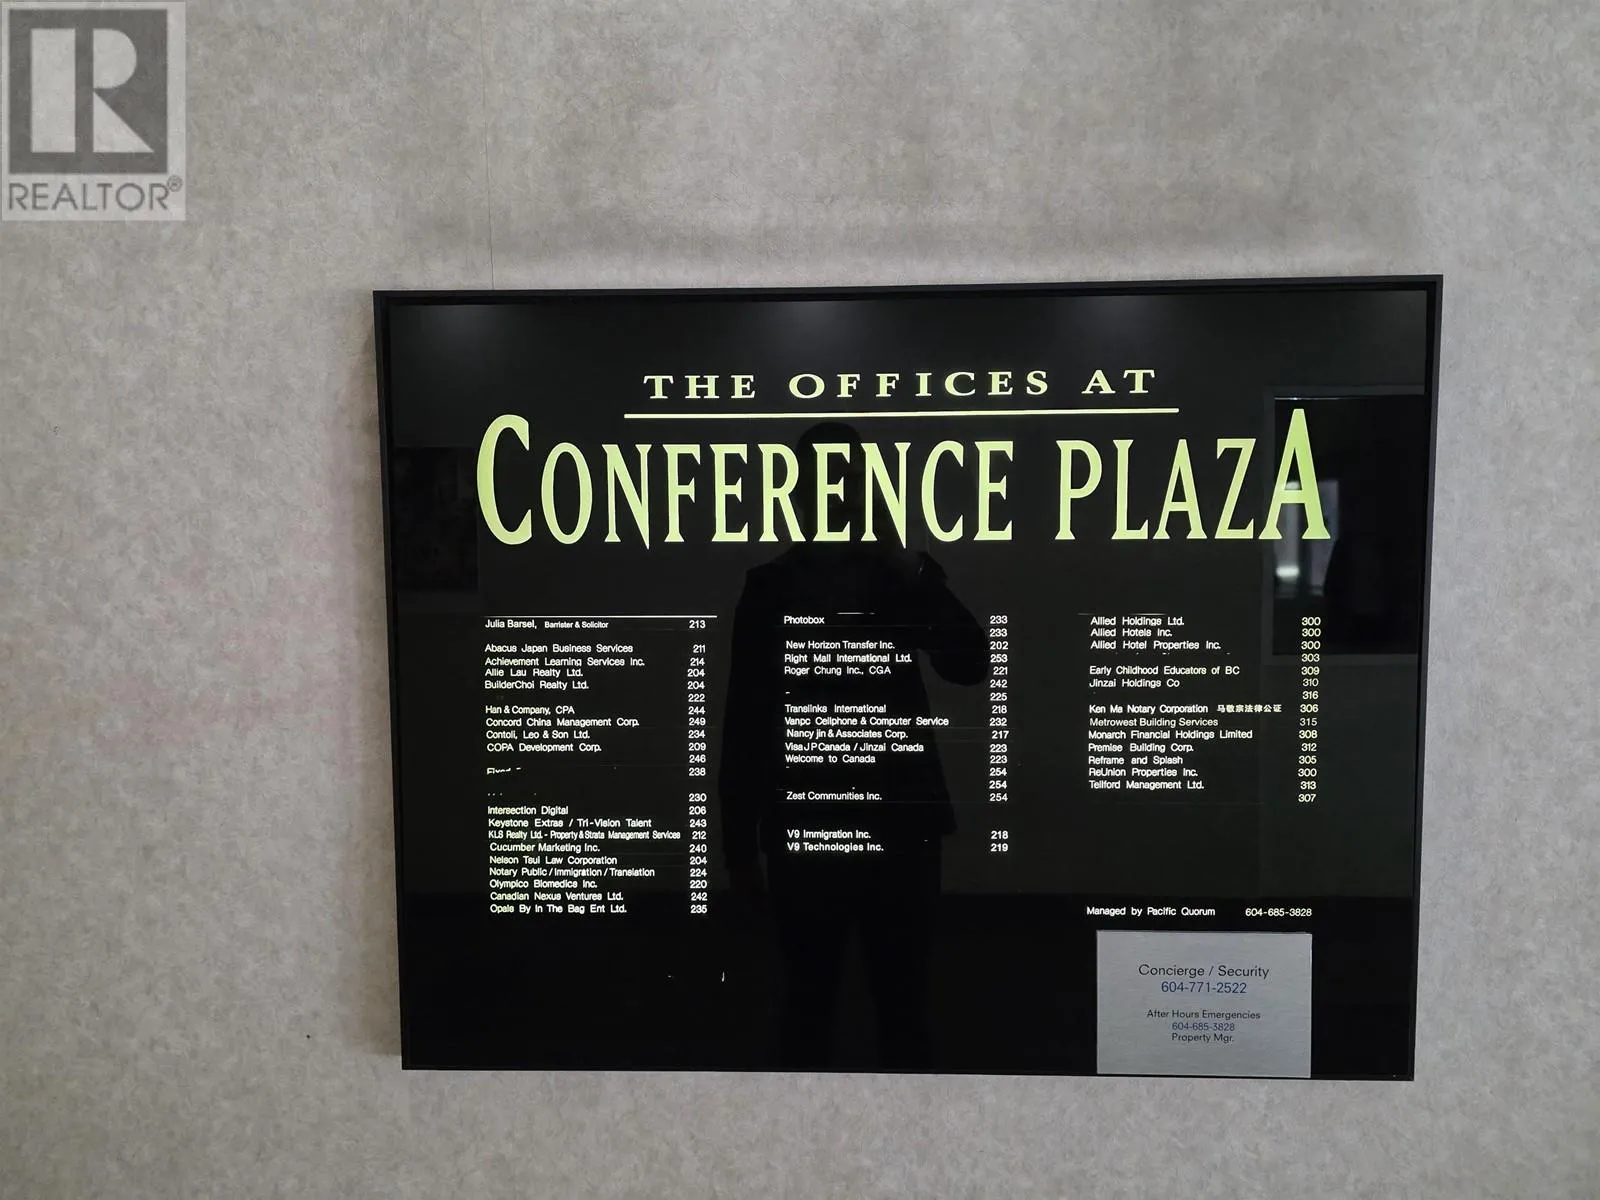 R
REALTOR®
THE OFFICES AT
CONFERENCE PLAZA
Julia Barsel, Barrister & Solicitor 213
Abacus Japan Business Services 211
Achievement Learning Services Inc. 214
Allie Lau Realty Ltd. 204
BuilderChoi Realty Ltd. 204
222
Han & Company, CPA 244
Concord China Management Corp. 249
Contoli, Leo & Son Ltd. 234
COPA Development Corp. 209
246
238
230
Intersection Digital 206
Keystone Extras / Tri-Vision Talent 243
KLS Realty Ltd. - Property & Strata Management Services 212
Cucumber Marketing Inc. 240
Nelson Tsui Law Corporation 204
Notary Public / Immigration / Translation 224
Olympico Biomedics Inc. 220
Canadian Nexus Ventures Ltd. 242
Opals By In The Bag Ent Ltd. 235
Photobox 233
233
New Horizon Transfer Inc. 202
Right Mall International Ltd. 253
Roger Chung Inc., CGA 221
242
225
Translinks International 218
Vanpc Cellphone & Computer Service 232
Nancy jin & Associates Corp. 217
Visa J P Canada / Jinzai Canada 223
Welcome to Canada 223
254
254
Zest Communities Inc. 254
V9 Immigration Inc. 218
V9 Technologies Inc. 219
Allied Holdings Ltd. 300
Allied Hotels Inc. 300
Allied Hotel Properties Inc. 300
303
Early Childhood Educators of BC 309
Jinzai Holdings Co 310
316
Ken Ma Notary Corporation 马敬宗法律公证 306
Metrowest Building Services 315
Monarch Financial Holdings Limited 308
Premise Building Corp. 312
Reframe and Splash 305
ReUnion Properties Inc. 300
Tellford Management Ltd. 313
307
Managed by Pacific Quorum 604-685-3828
Concierge / Security
604-771-2522
After Hours Emergencies
604-685-3828
Property Mgr.